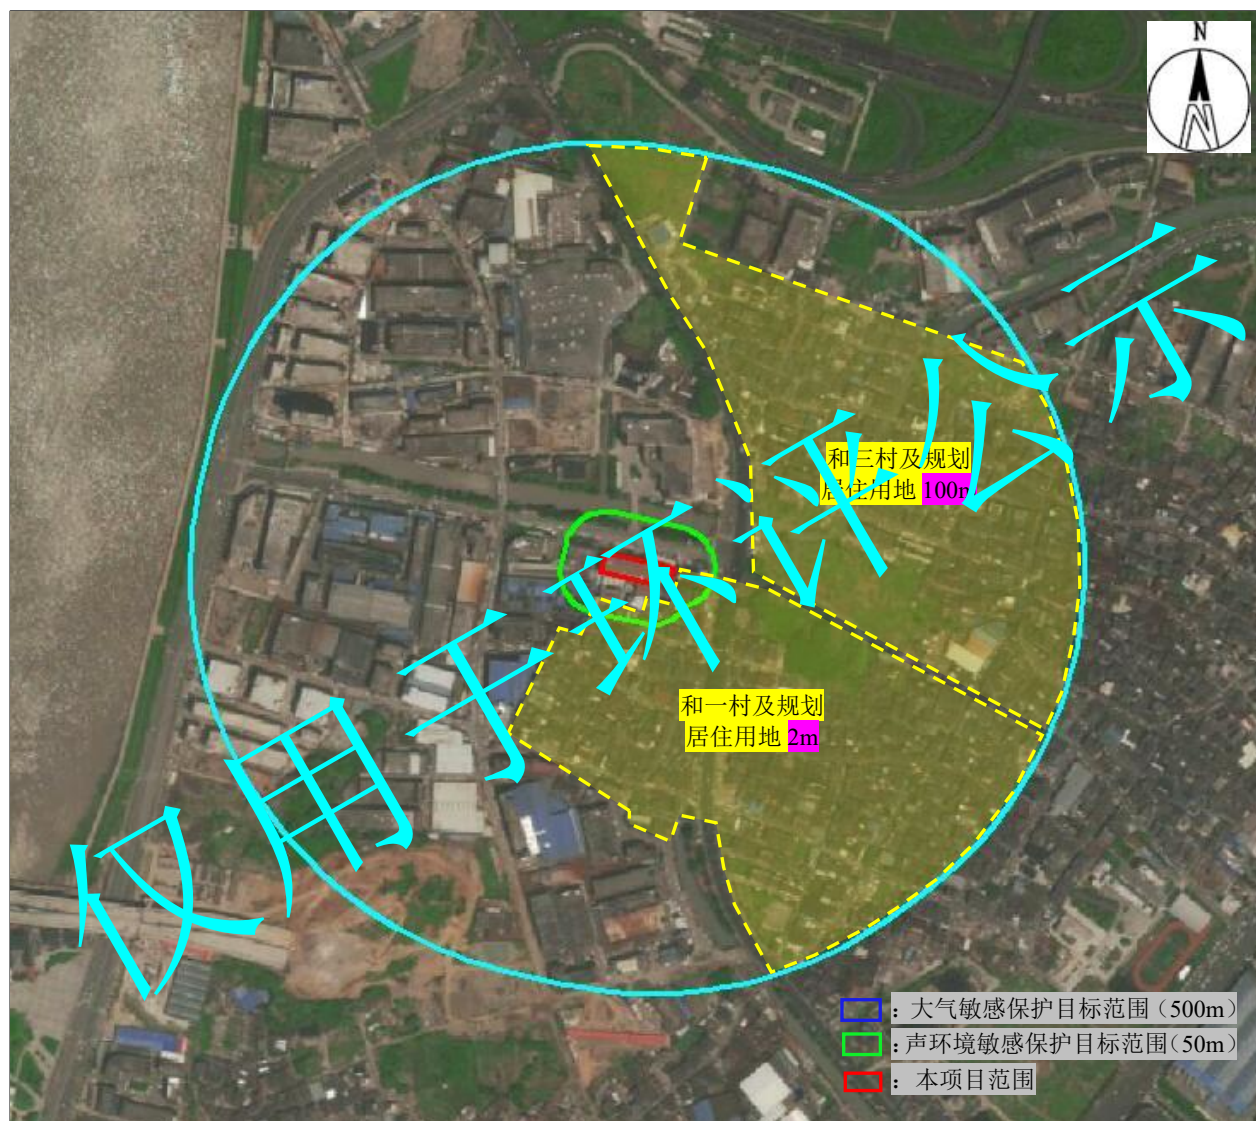 N
仅用于环评公示
和三村及规划
居住用地 100m
和一村及规划
居住用地 2m
：大气敏感保护目标范围（500m）
：声环境敏感保护目标范围（50m）
：本项目范围